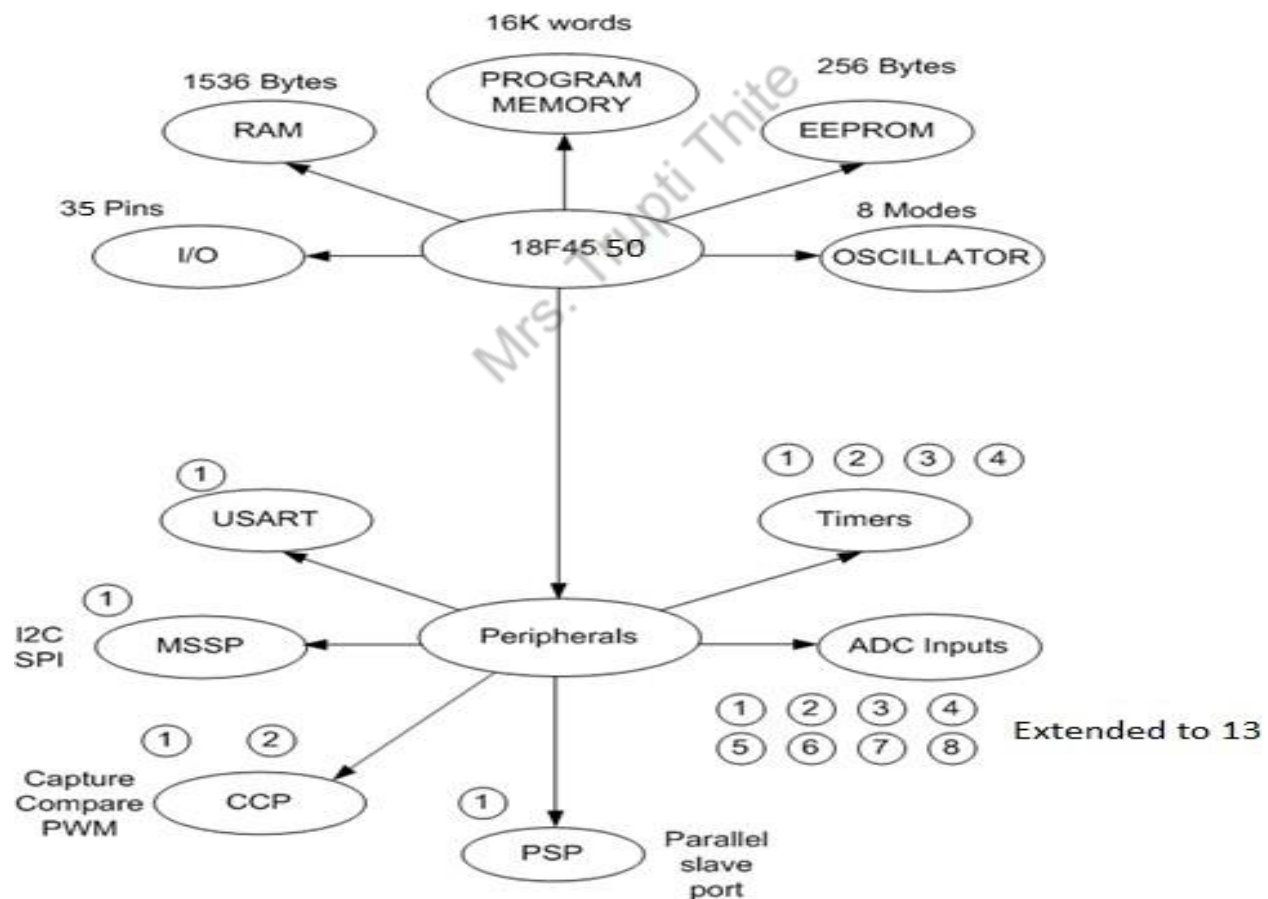 16K words
PROGRAM
MEMORY
1536 Bytes
RAM
256 Bytes
EEPROM
35 Pins
I/O
18F45 50
8 Modes
OSCILLATOR
Mrs. Trupti Thite
1
USART
1 2 3 4
Timers
1
I2C
SPI
MSSP
Peripherals
ADC Inputs
1 2 3 4
5 6 7 8
Extended to 13
1 2
Capture
Compare
PWM
CCP
1
PSP
Parallel
slave
port